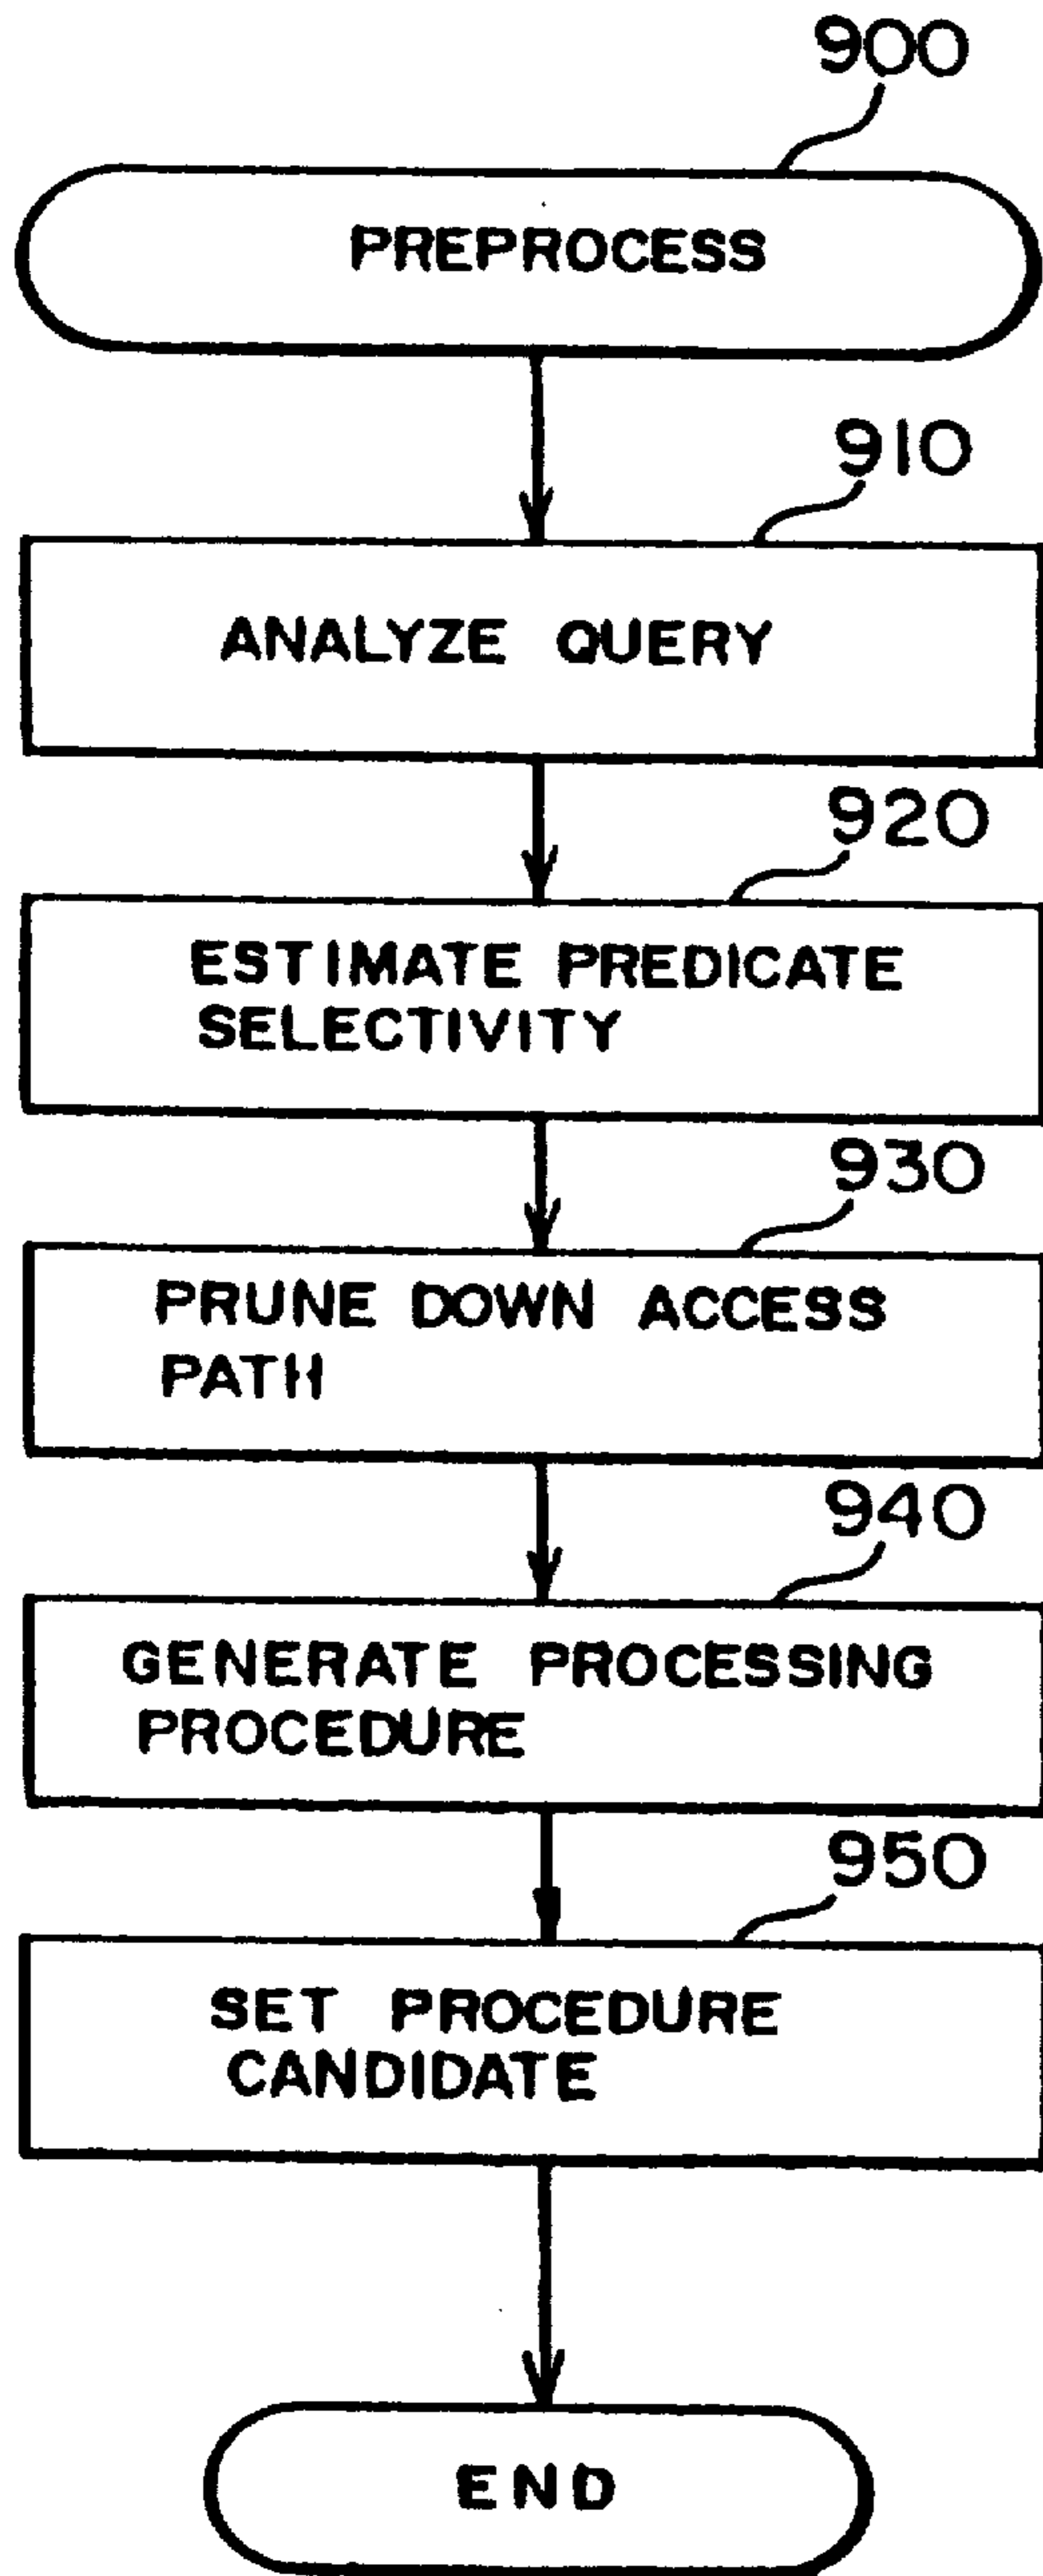 900
PREPROCESS
910
ANALYZE QUERY
920
ESTIMATE PREDICATE
SELECTIVITY
930
PRUNE DOWN ACCESS
PATH
940
GENERATE PROCESSING
PROCEDURE
950
SET PROCEDURE
CANDIDATE
END